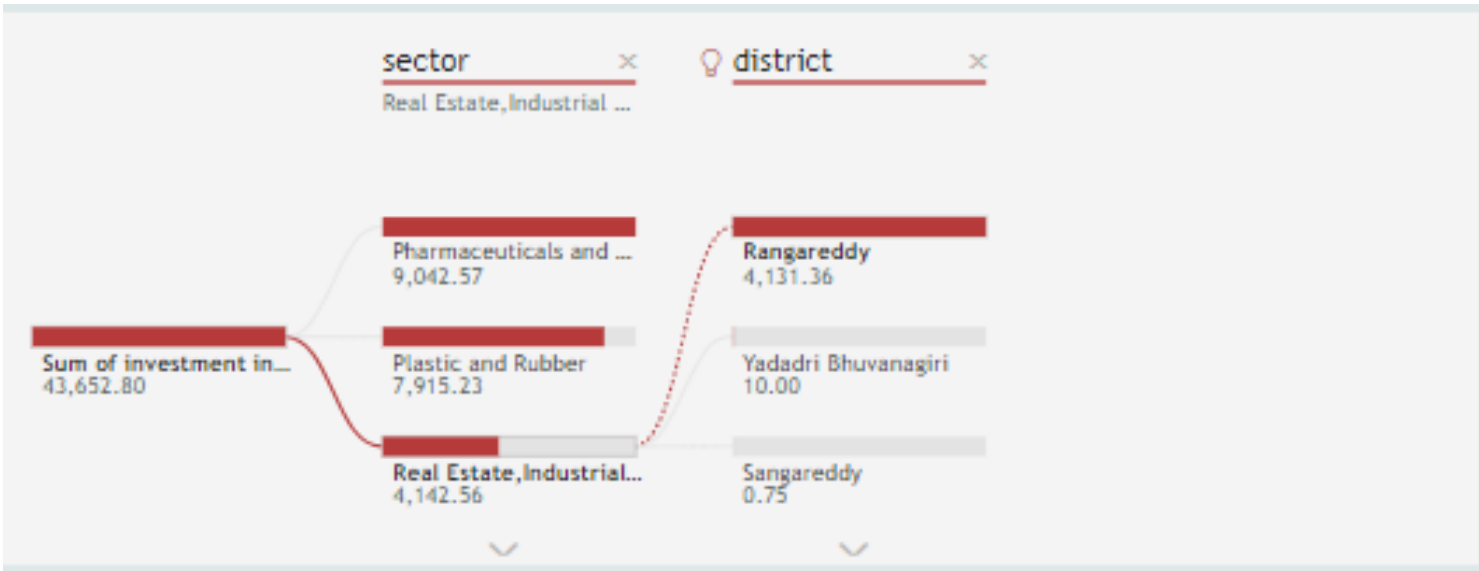 sector
district
Real Estate,Industrial ...
Pharmaceuticals and ...
9,042.57
Rangareddy
4,131.36
Sum of investment in...
43,652.80
Plastic and Rubber
7,915.23
Yadadri Bhuvanagiri
10.00
Real Estate,Industrial...
4,142.56
Sangareddy
0.75